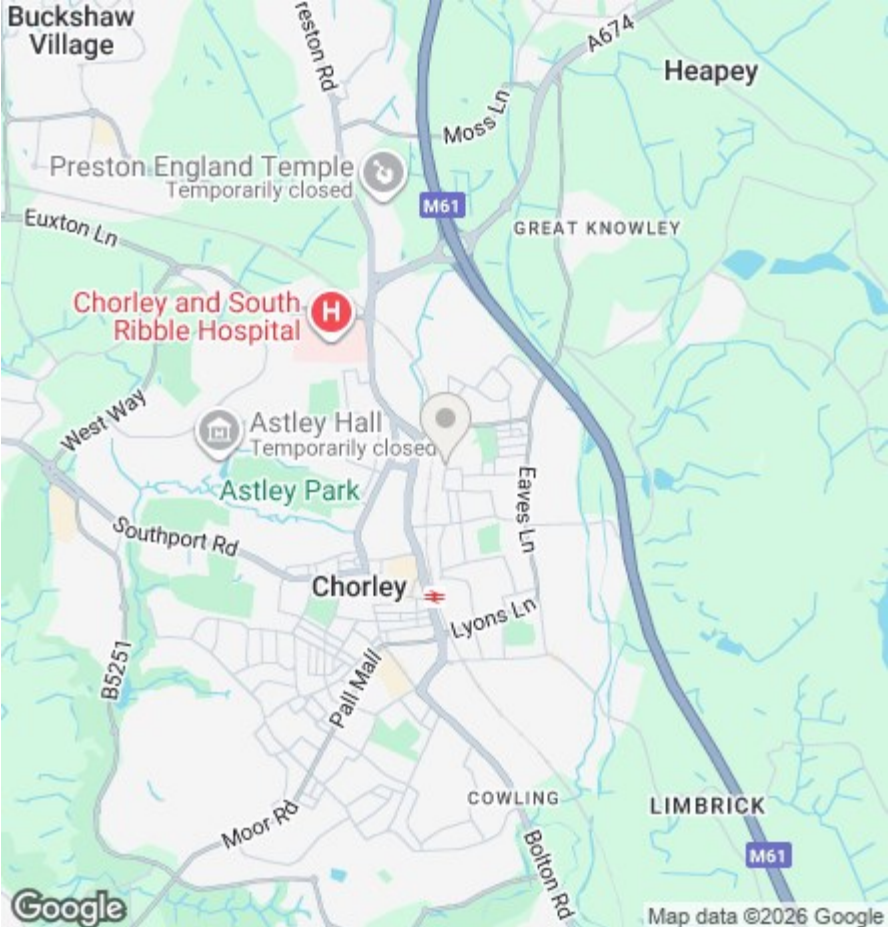 Buckshaw
Village
reston Rd
A674
Heapey
Moss Ln
Preston England Temple
Temporarily closed
M61
Euxton Ln
GREAT KNOWLEY
Chorley and South
Ribble Hospital
H
West Way
Astley Hall
Temporarily closed
Astley Park
Eaves Ln
Southport Rd
Chorley
Lyons Ln
B5251
Pall Mall
COWLING
LIMBRICK
Moor Rd
Bolton Rd
M61
Google
Map data ©2026 Google